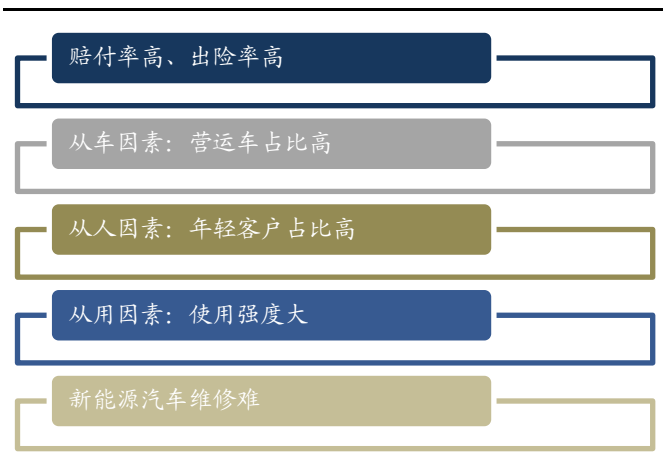 赔付率高、出险率高
从车因素：营运车占比高
从人因素：年轻客户占比高
从用因素：使用强度大
新能源汽车维修难